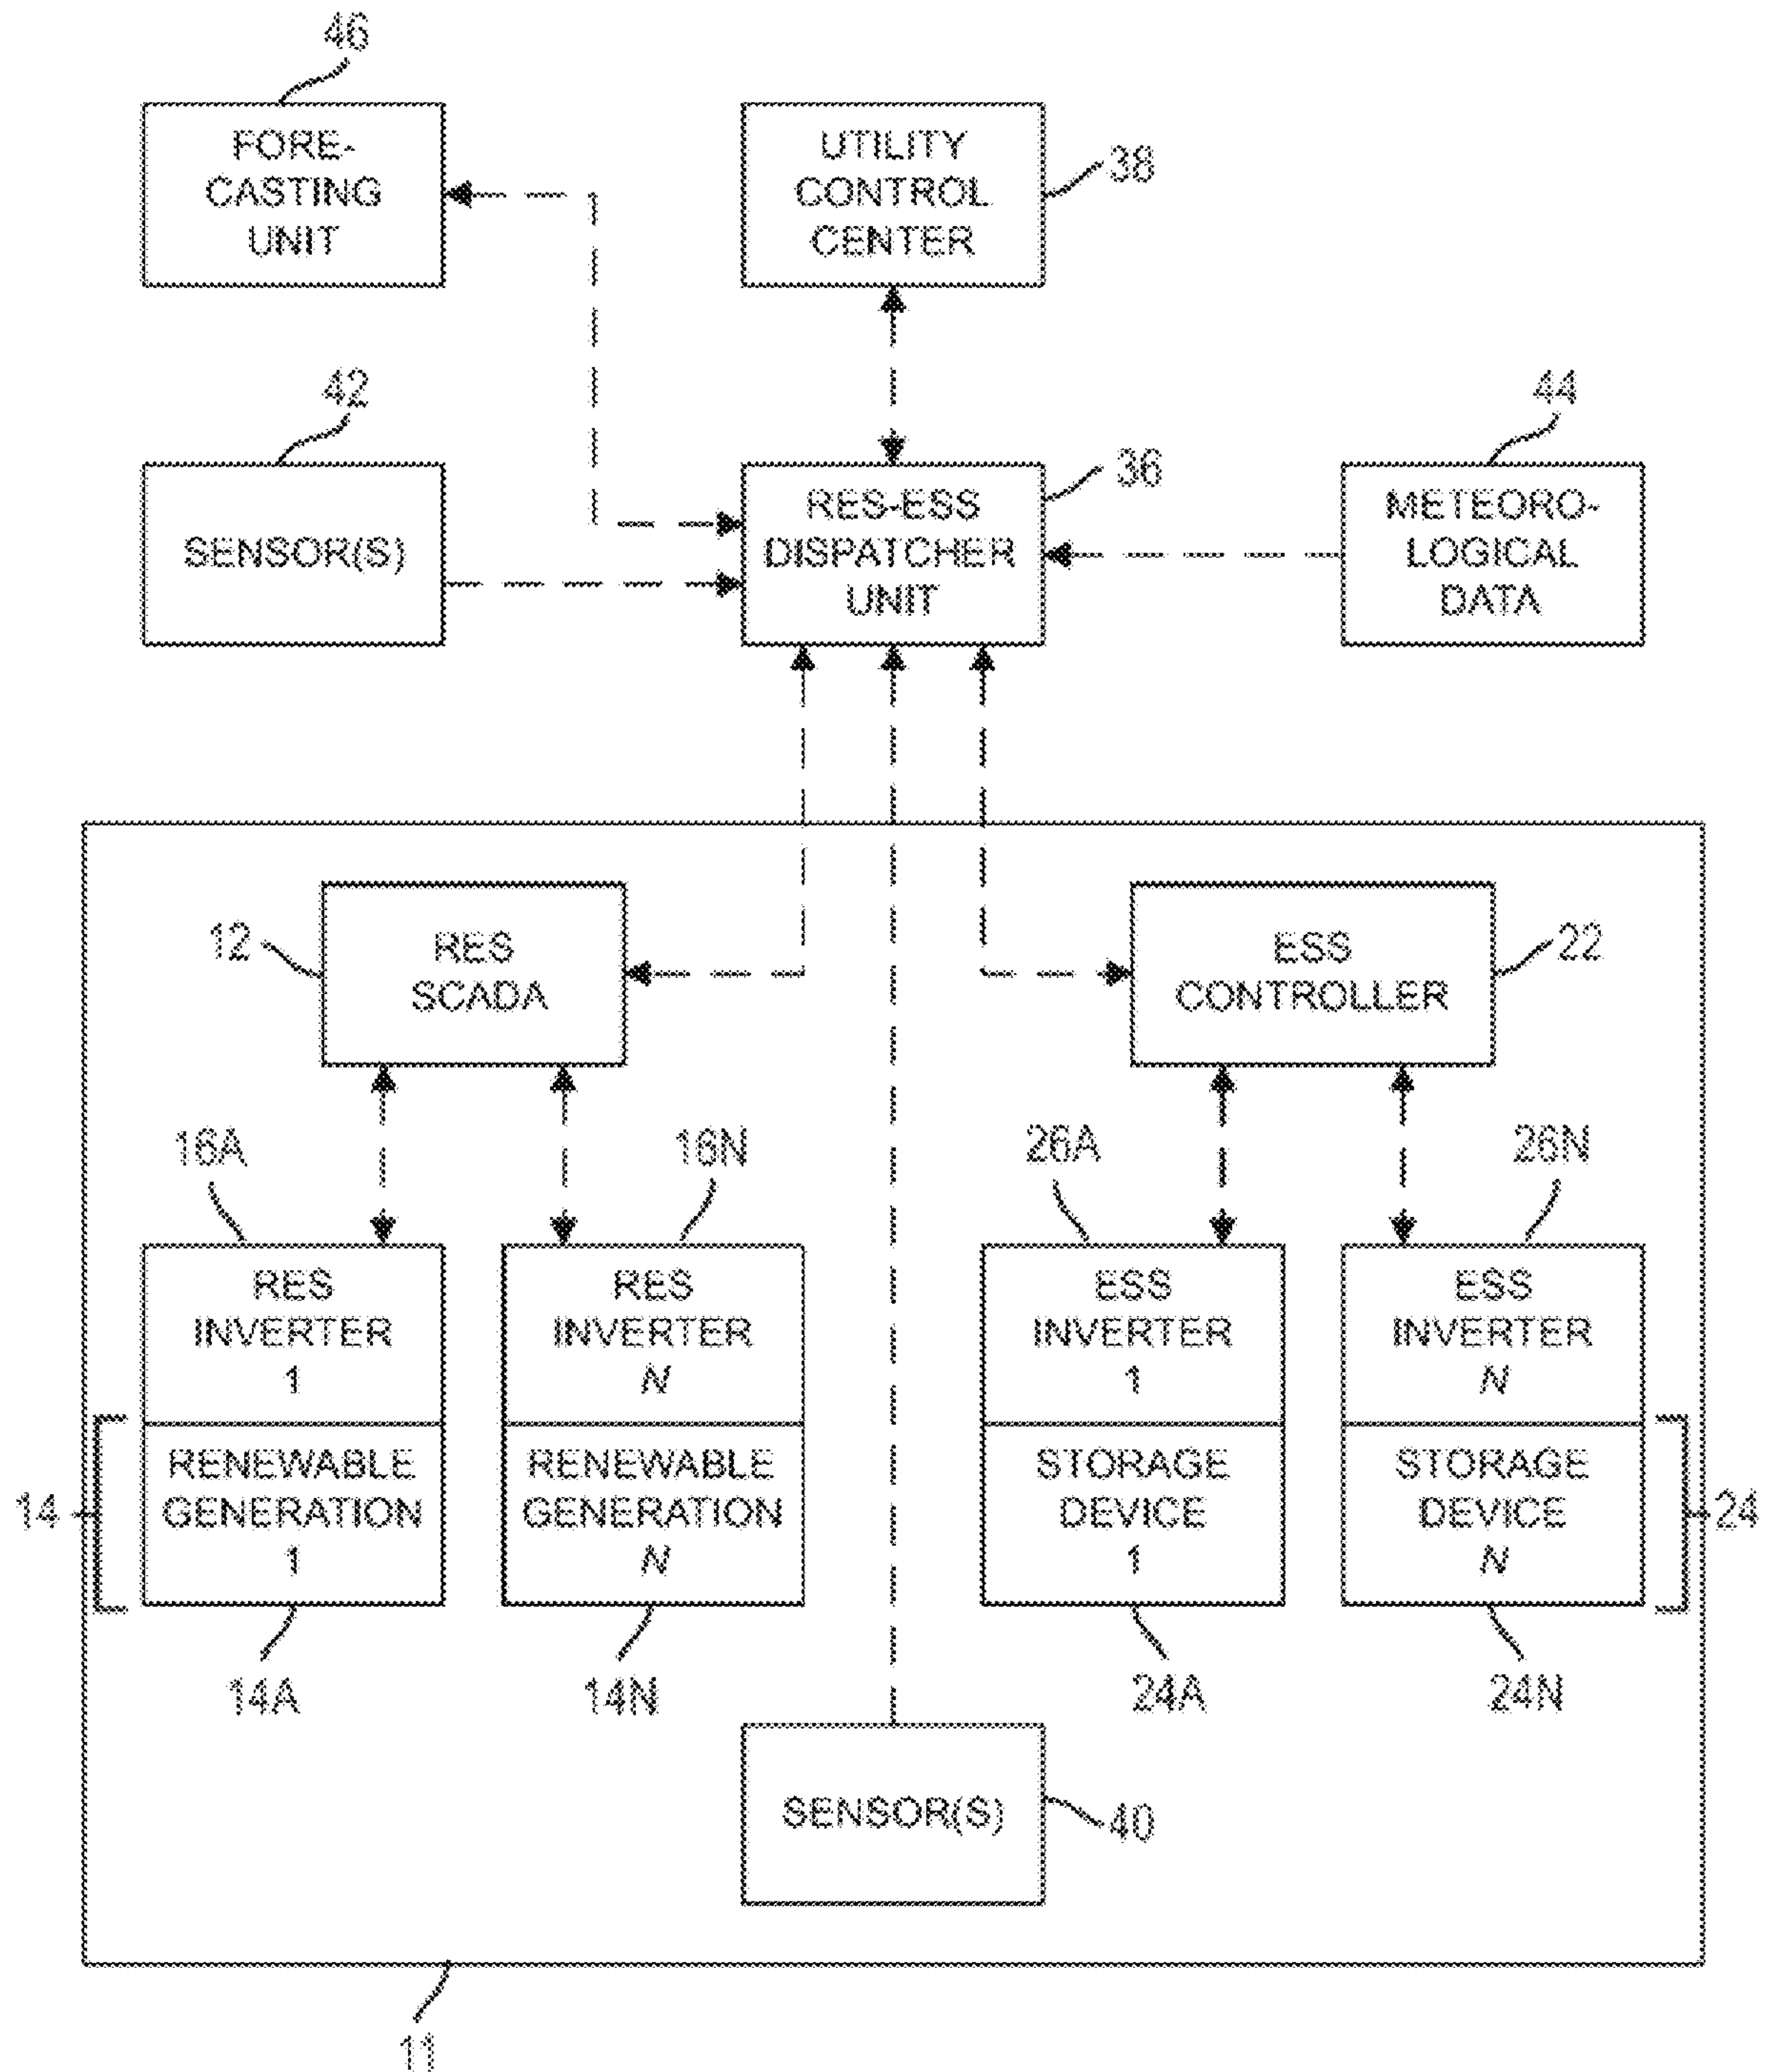 46
FORE-
CASTING
UNIT
UTILITY
CONTROL
CENTER
38
42
SENSOR(S)
RES-ESS
DISPATCHER
UNIT
36
44
METEORO-
LOGICAL
DATA
12
RES
SCADA
ESS
CONTROLLER
22
16A
16N
26A
26N
RES
INVERTER
1
RES
INVERTER
N
ESS
INVERTER
1
ESS
INVERTER
N
14
RENEWABLE
GENERATION
1
RENEWABLE
GENERATION
N
STORAGE
DEVICE
1
STORAGE
DEVICE
N
24
14A
14N
24A
24N
SENSOR(S)
40
11